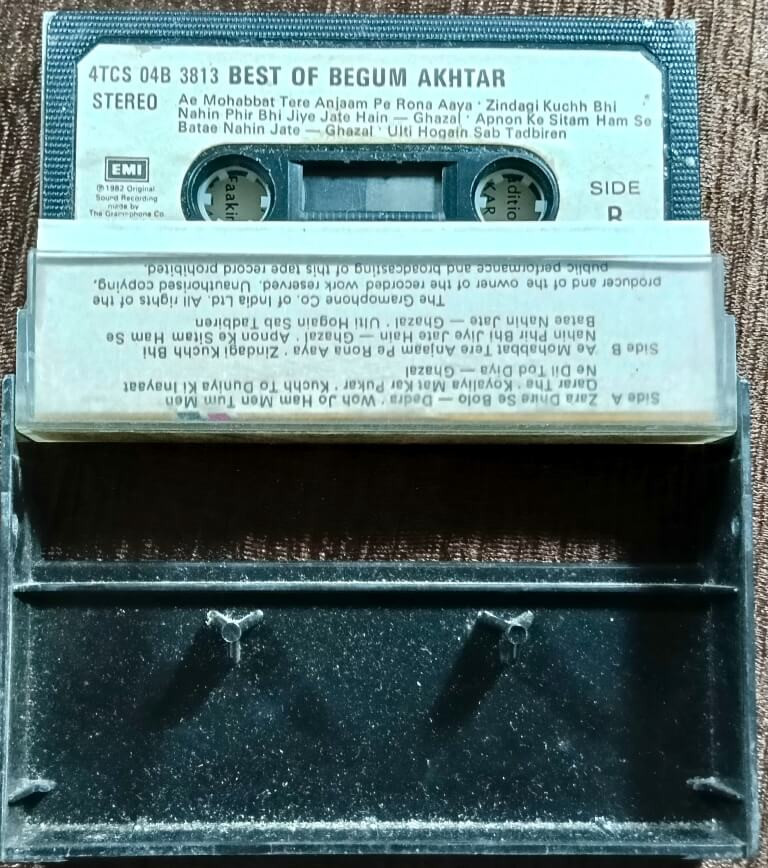 4TCS 04B 3813 BEST OF BEGUM AKHTAR
STEREO
Ae Mohabbat Tere Anjaam Pe Rona Aaya · Zindagi Kuchh Bhi
Nahin Phir Bhi Jiye Jate Hain — Ghazal · Apnon Ke Sitam Ham Se
Batae Nahin Jate — Ghazal · Ulti Hogain Sab Tadbiren
EMI
℗ 1982 Original
Sound Recording
made by
The Gramophone Co.
SIDE
B
Side A Zara Dhire Se Bolo — Dadra · Woh Jo Ham Men Tum Men
Qarar The · Koyaliya Mat Kar Pukar · Kuchh To Duniya Ki Inayaat
Ne Dil Tod Diya — Ghazal
Side B Ae Mohabbat Tere Anjaam Pe Rona Aaya · Zindagi Kuchh Bhi
Nahin Phir Bhi Jiye Jate Hain — Ghazal · Apnon Ke Sitam Ham Se
Batae Nahin Jate — Ghazal · Ulti Hogain Sab Tadbiren
The Gramophone Co. of India Ltd. All rights of the
producer and of the owner of the recorded work reserved. Unauthorised copying,
public performance and broadcasting of this tape record prohibited.